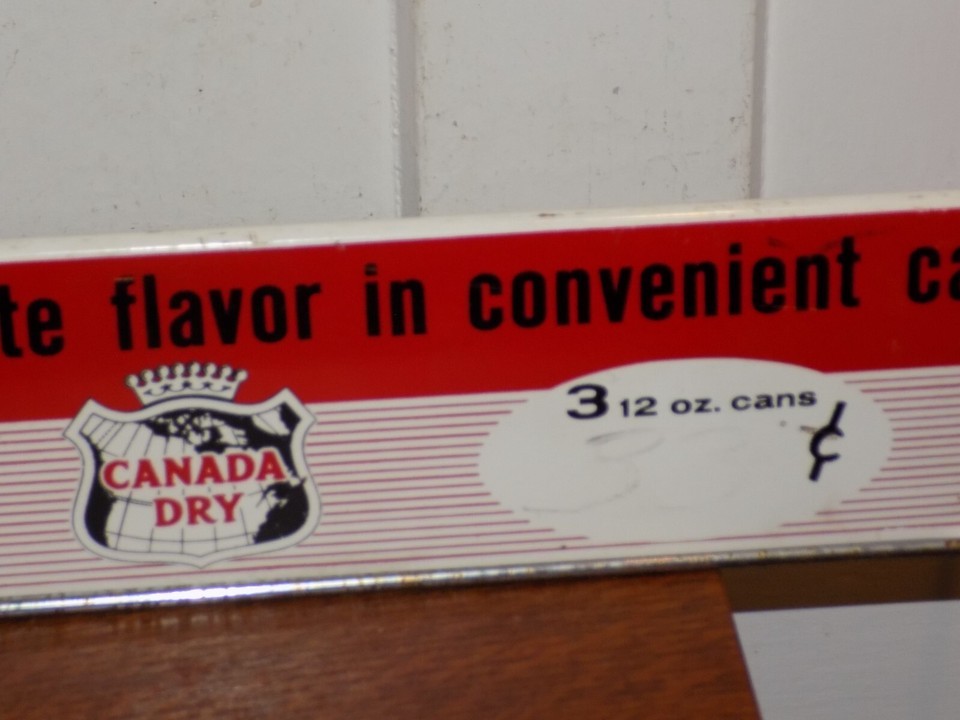 te flavor in convenient ca
CANADA
DRY
3 12 oz. cans
¢